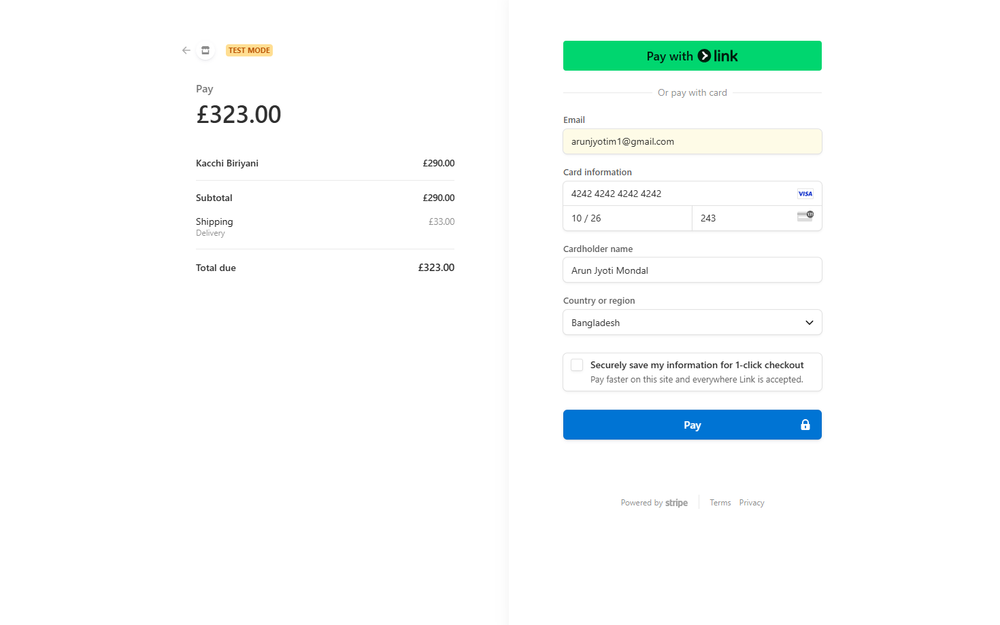 TEST MODE
Pay
£323.00
Kacchi Biriyani £290.00
Subtotal £290.00
Shipping £33.00
Delivery
Total due £323.00
Pay with link
Or pay with card
Email
arunjyotim1@gmail.com
Card information
4242 4242 4242 4242 VISA
10 / 26 243 135
Cardholder name
Arun Jyoti Mondal
Country or region
Bangladesh
Securely save my information for 1-click checkout
Pay faster on this site and everywhere Link is accepted.
Pay
Powered by stripe Terms Privacy